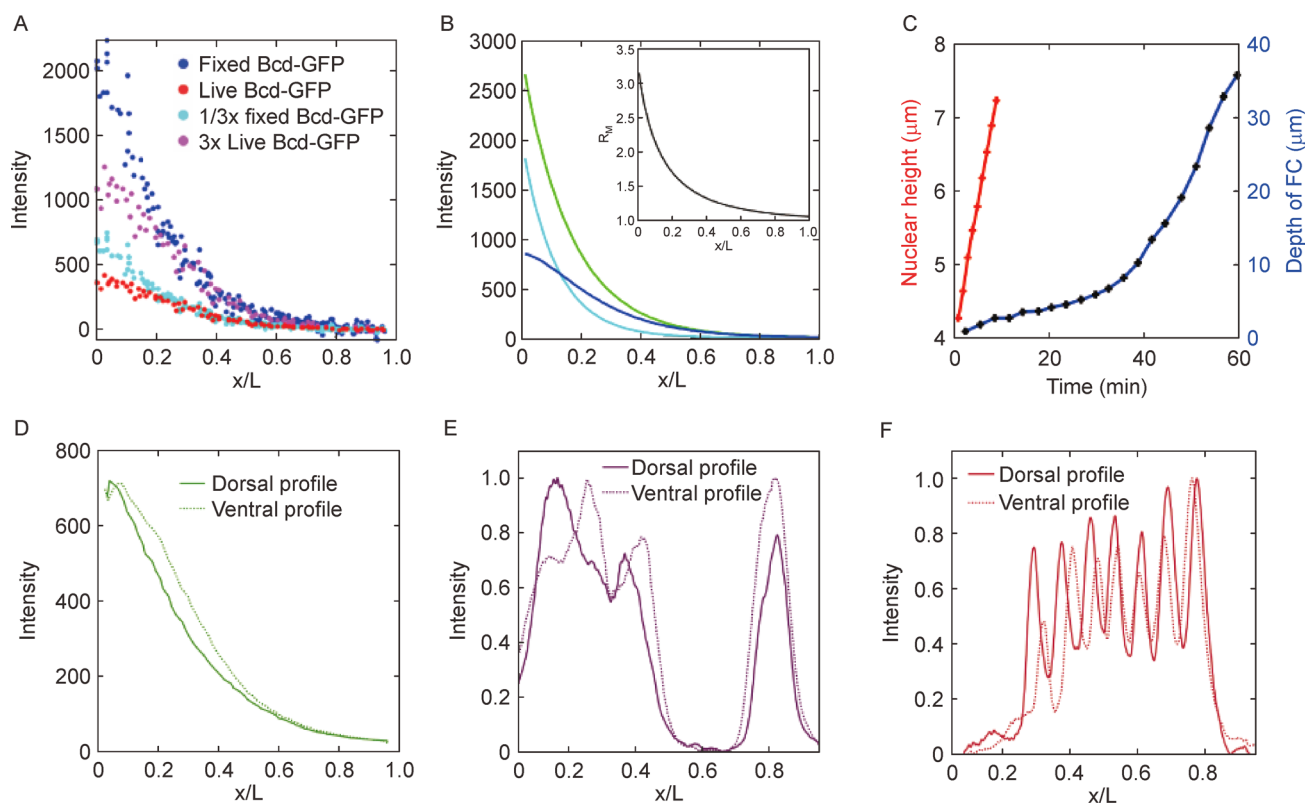 A
2000
1500
1000
500
0
Intensity
Fixed Bcd-GFP
Live Bcd-GFP
1/3x fixed Bcd-GFP
3x Live Bcd-GFP
0 0.2 0.4 0.6 0.8 1.0
x/L
B
3000
2500
2000
1500
1000
500
0
Intensity
3.5
3.0
2.5
2.0
1.5
1.0
RM
0 0.2 0.4 0.6 0.8 1.0
x/L
0 0.2 0.4 0.6 0.8 1.0
x/L
C
8
7
6
5
4
Nuclear height (μm)
40
30
20
10
0
Depth of FC (μm)
0 20 40 60
Time (min)
D
800
600
400
200
0
Intensity
Dorsal profile
Ventral profile
0 0.2 0.4 0.6 0.8 1.0
x/L
E
1.0
0.8
0.6
0.4
0.2
0
Intensity
Dorsal profile
Ventral profile
0 0.2 0.4 0.6 0.8
x/L
F
1.0
0.8
0.6
0.4
0.2
0
Intensity
Dorsal profile
Ventral profile
0 0.2 0.4 0.6 0.8
x/L